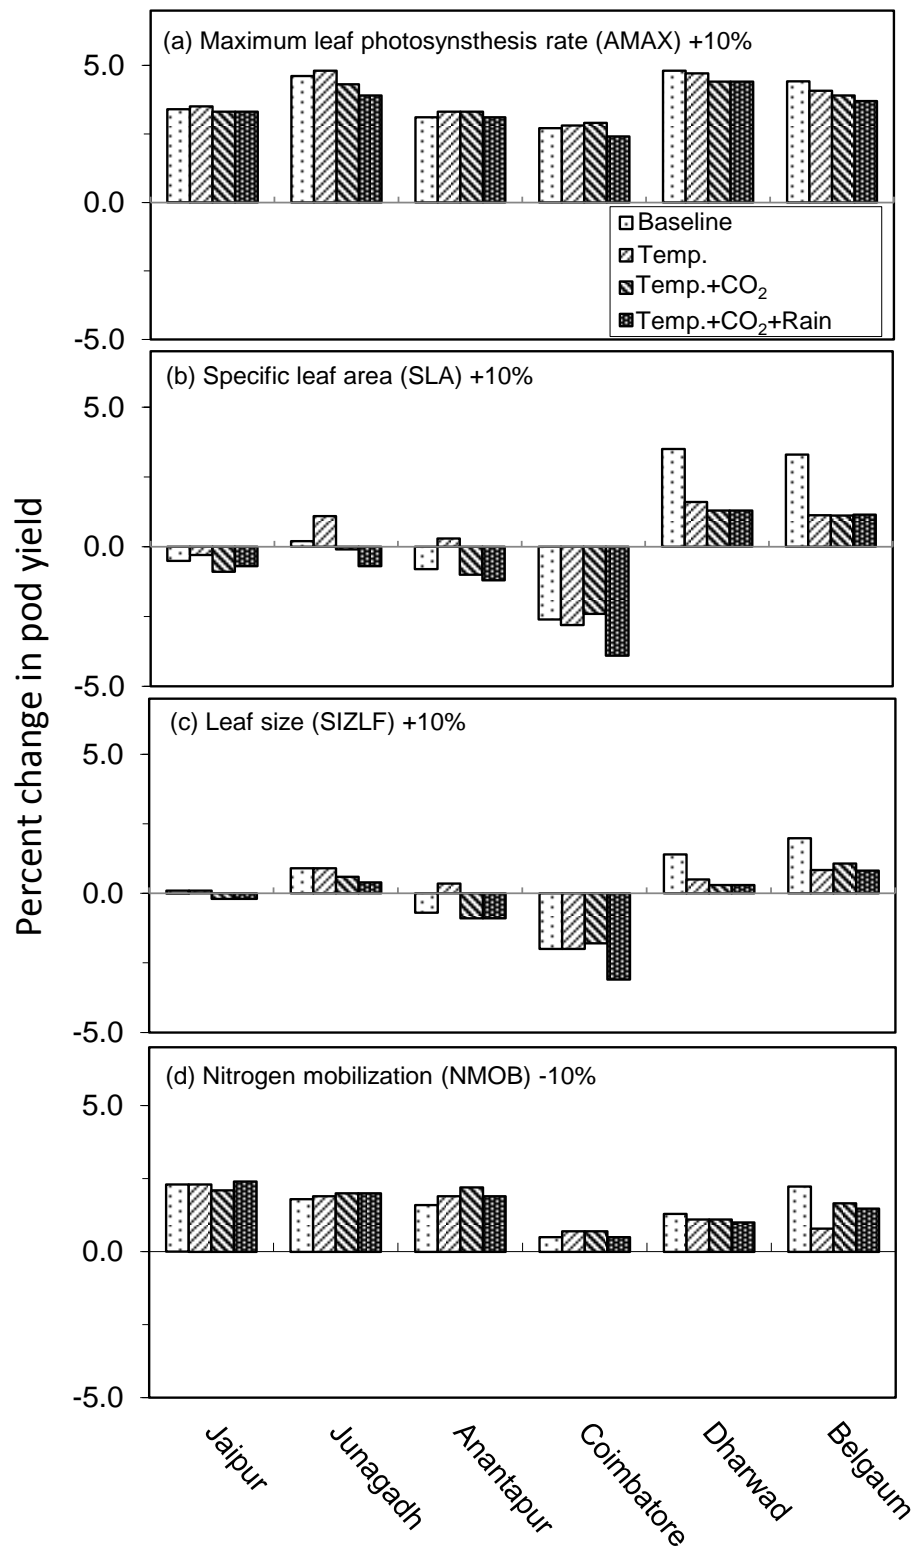 (a) Maximum leaf photosynsthesis rate (AMAX) +10%
5.0
0.0
-5.0
Baseline
Temp.
Temp.+CO₂
Temp.+CO₂+Rain
(b) Specific leaf area (SLA) +10%
5.0
0.0
-5.0
(c) Leaf size (SIZLF) +10%
5.0
0.0
-5.0
(d) Nitrogen mobilization (NMOB) -10%
5.0
0.0
-5.0
Percent change in pod yield
Jaipur
Junagadh
Anantapur
Coimbatore
Dharwad
Belgaum